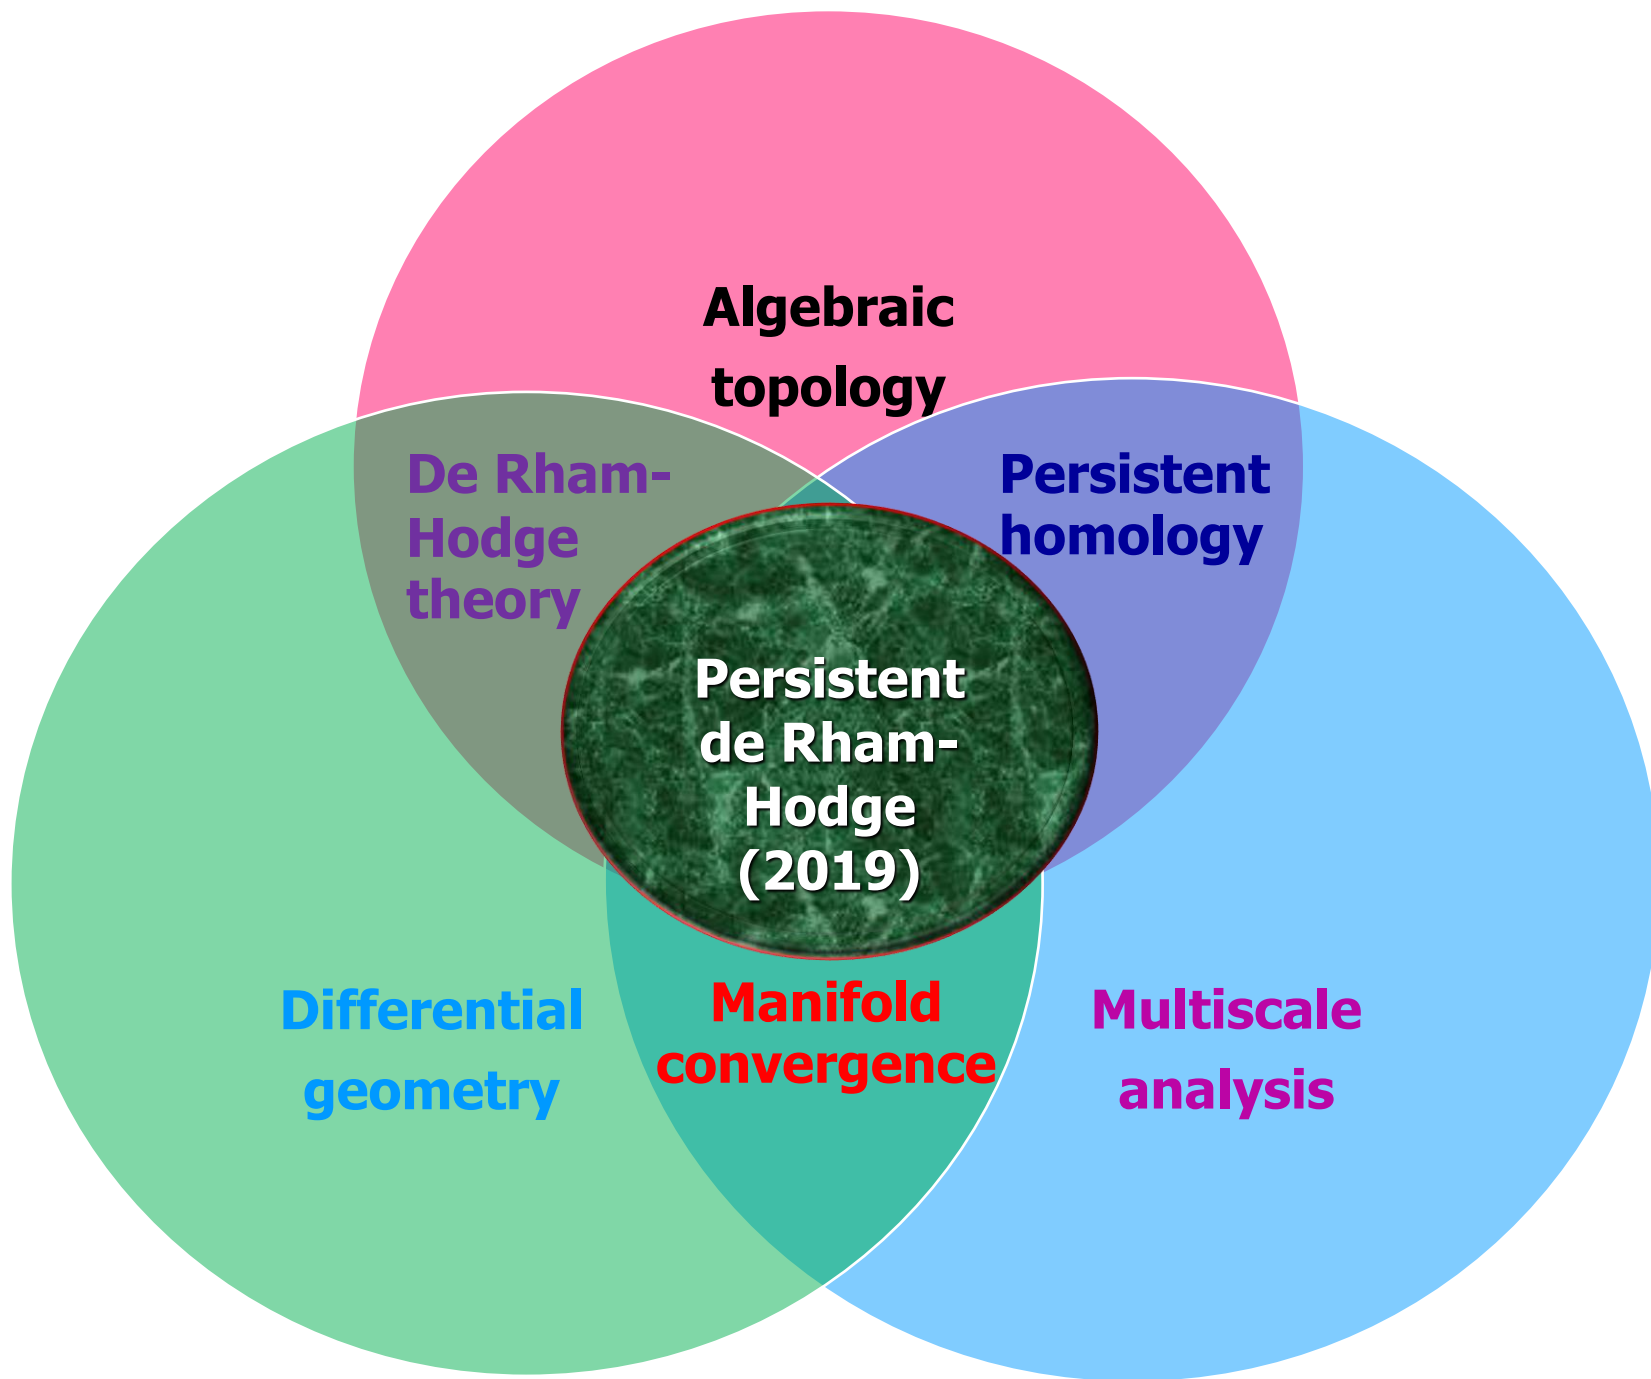 Algebraic
topology
De Rham-
Hodge
theory
Persistent
homology
Persistent
de Rham-
Hodge
(2019)
Differential
geometry
Manifold
convergence
Multiscale
analysis